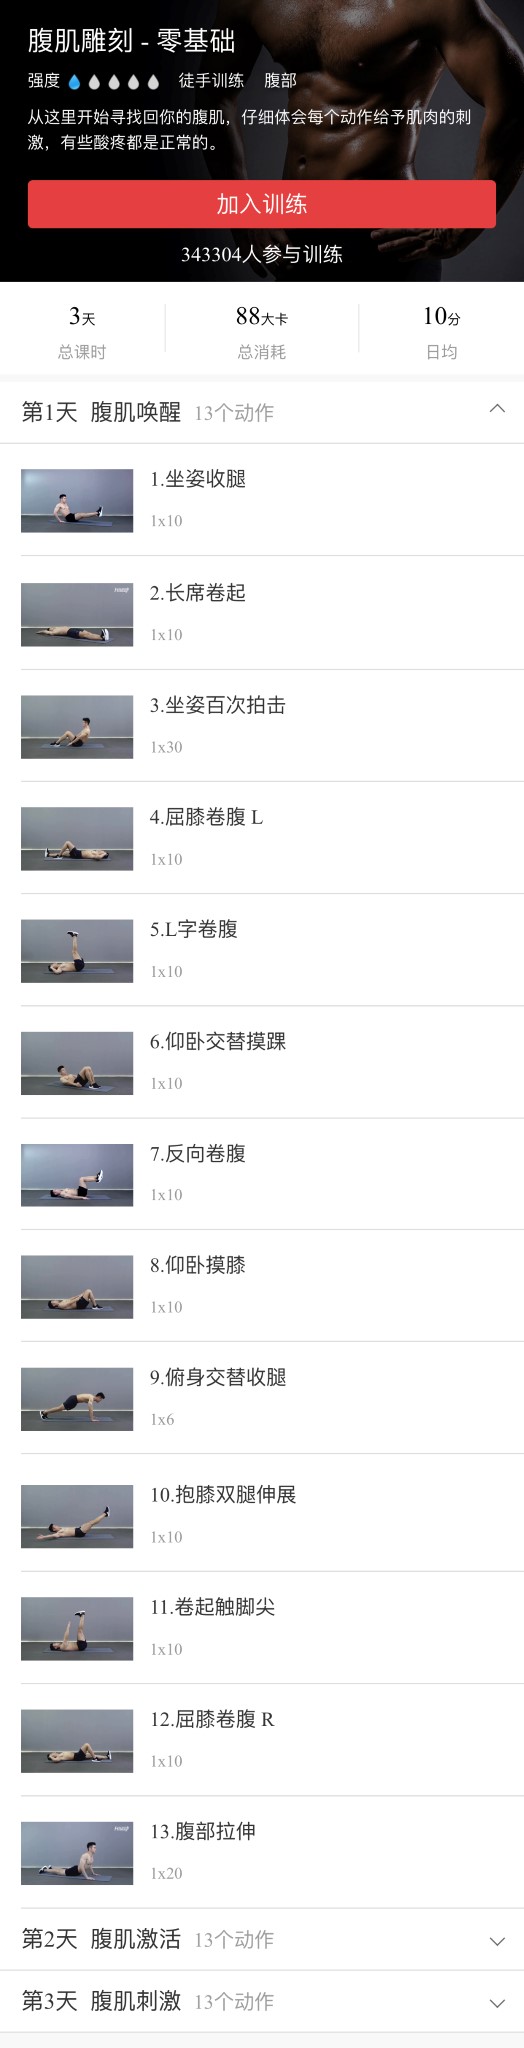 腹肌雕刻 - 零基础
强度 徒手训练 腹部
从这里开始寻找回你的腹肌，仔细体会每个动作给予肌肉的刺
激，有些酸疼都是正常的。
加入训练
343304人参与训练
3天 88大卡 10分
总课时 总消耗 日均
第1天 腹肌唤醒 13个动作
1.坐姿收腿
1x10
2.长席卷起
1x10
3.坐姿百次拍击
1x30
4.屈膝卷腹 L
1x10
5.L字卷腹
1x10
6.仰卧交替摸踝
1x10
7.反向卷腹
1x10
8.仰卧摸膝
1x10
9.俯身交替收腿
1x6
10.抱膝双腿伸展
1x10
11.卷起触脚尖
1x10
12.屈膝卷腹 R
1x10
13.腹部拉伸
1x20
第2天 腹肌激活 13个动作
第3天 腹肌刺激 13个动作